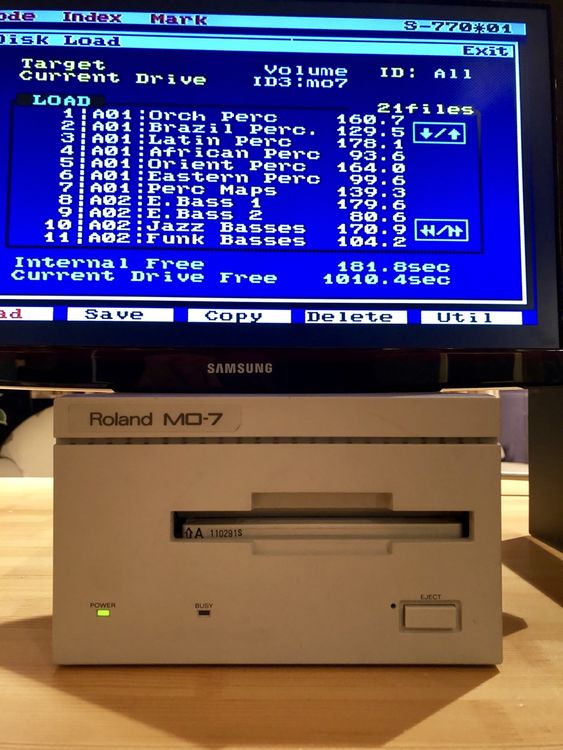 ode Index Mark S-770*01
Disk Load Exit
Target Volume ID: All
Current Drive ID3:mo7
LOAD 21files
1 A01:Orch Perc 160.7
2 A01:Brazil Perc. 129.5
3 A01:Latin Perc 178.1
4 A01:African Perc 93.6
5 A01:Orient Perc 164.0
6 A01:Eastern Perc 99.6
7 A01:Perc Maps 139.3
8 A02:E.Bass 1 179.6
9 A02:E.Bass 2 80.6
10 A02:Jazz Basses 170.9
11 A02:Funk Basses 104.2
Internal Free 181.8sec
Current Drive Free 1010.4sec
ad Save Copy Delete Util
SAMSUNG
Roland MO-7
⇧A 110291S
POWER BUSY EJECT